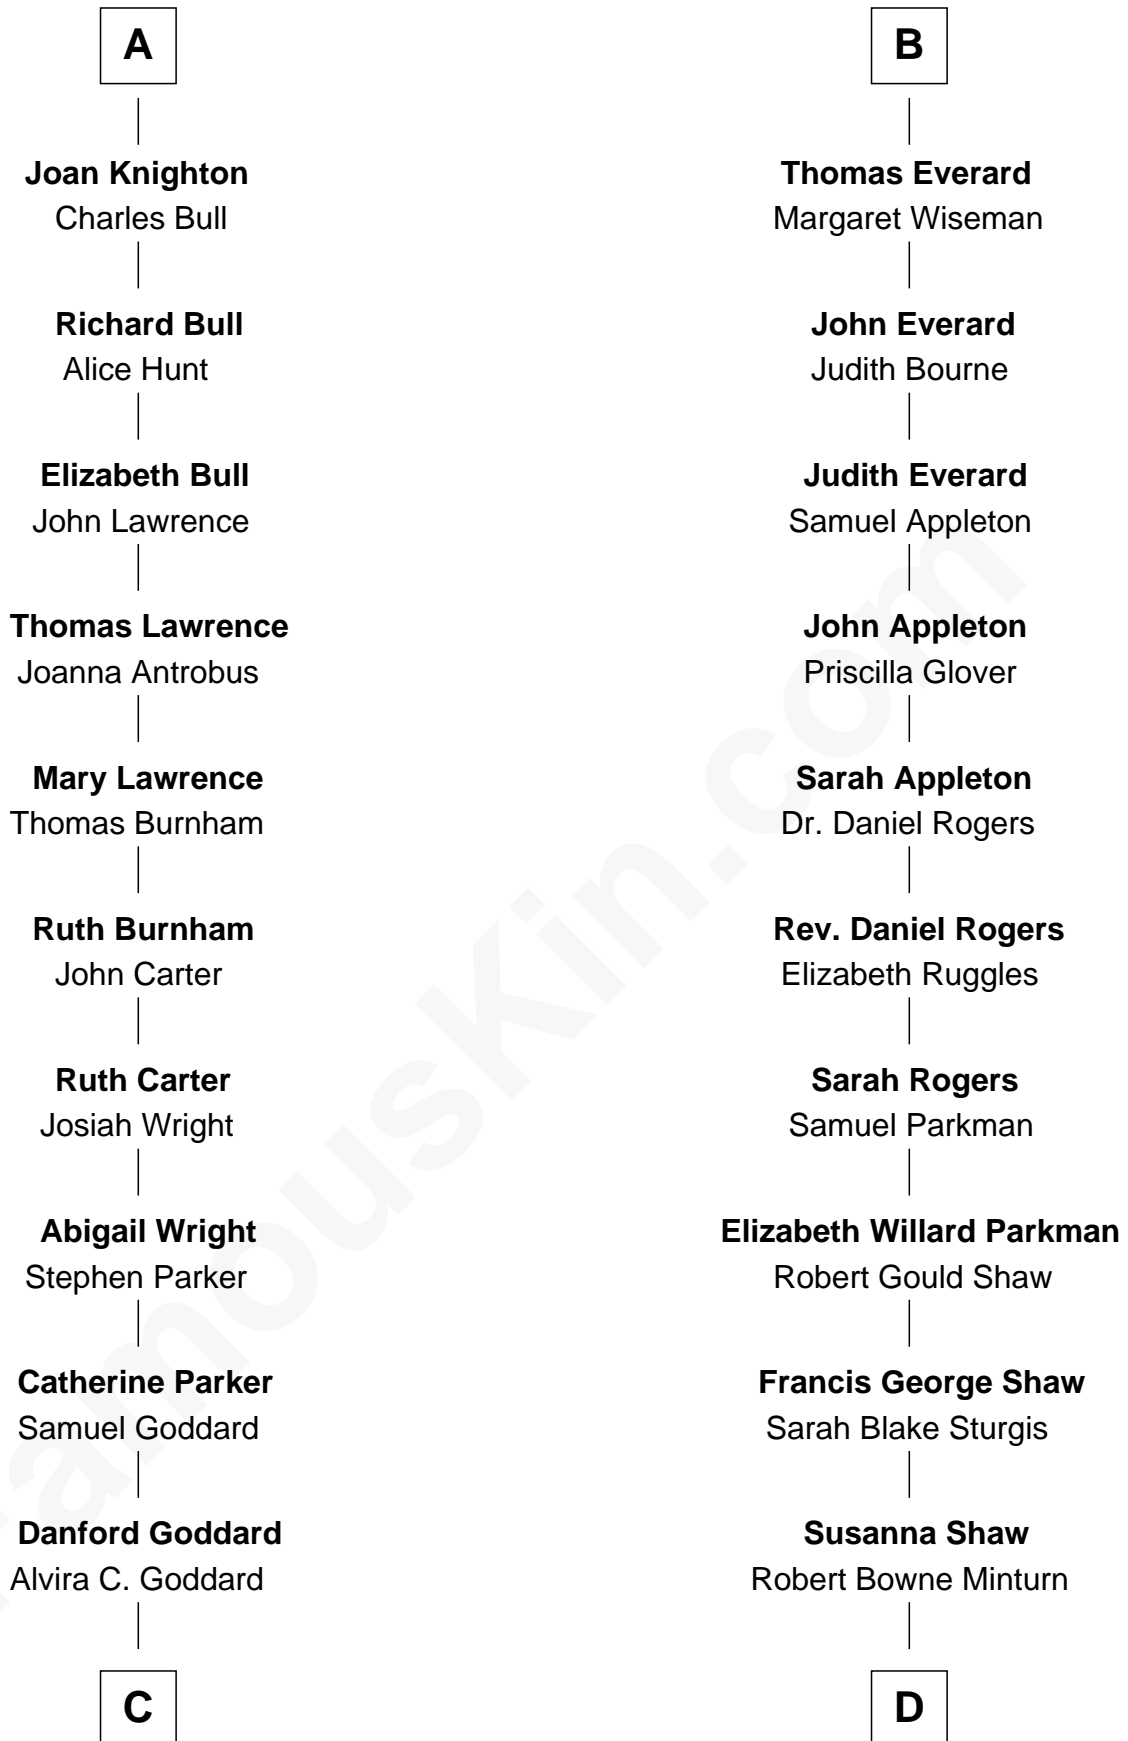 A
Joan Knighton
Charles Bull
Richard Bull
Alice Hunt
Elizabeth Bull
John Lawrence
Thomas Lawrence
Joanna Antrobus
Mary Lawrence
Thomas Burnham
Ruth Burnham
John Carter
Ruth Carter
Josiah Wright
Abigail Wright
Stephen Parker
Catherine Parker
Samuel Goddard
Danford Goddard
Alvira C. Goddard
C
B
Thomas Everard
Margaret Wiseman
John Everard
Judith Bourne
Judith Everard
Samuel Appleton
John Appleton
Priscilla Glover
Sarah Appleton
Dr. Daniel Rogers
Rev. Daniel Rogers
Elizabeth Ruggles
Sarah Rogers
Samuel Parkman
Elizabeth Willard Parkman
Robert Gould Shaw
Francis George Shaw
Sarah Blake Sturgis
Susanna Shaw
Robert Bowne Minturn
D
FamousKin.com